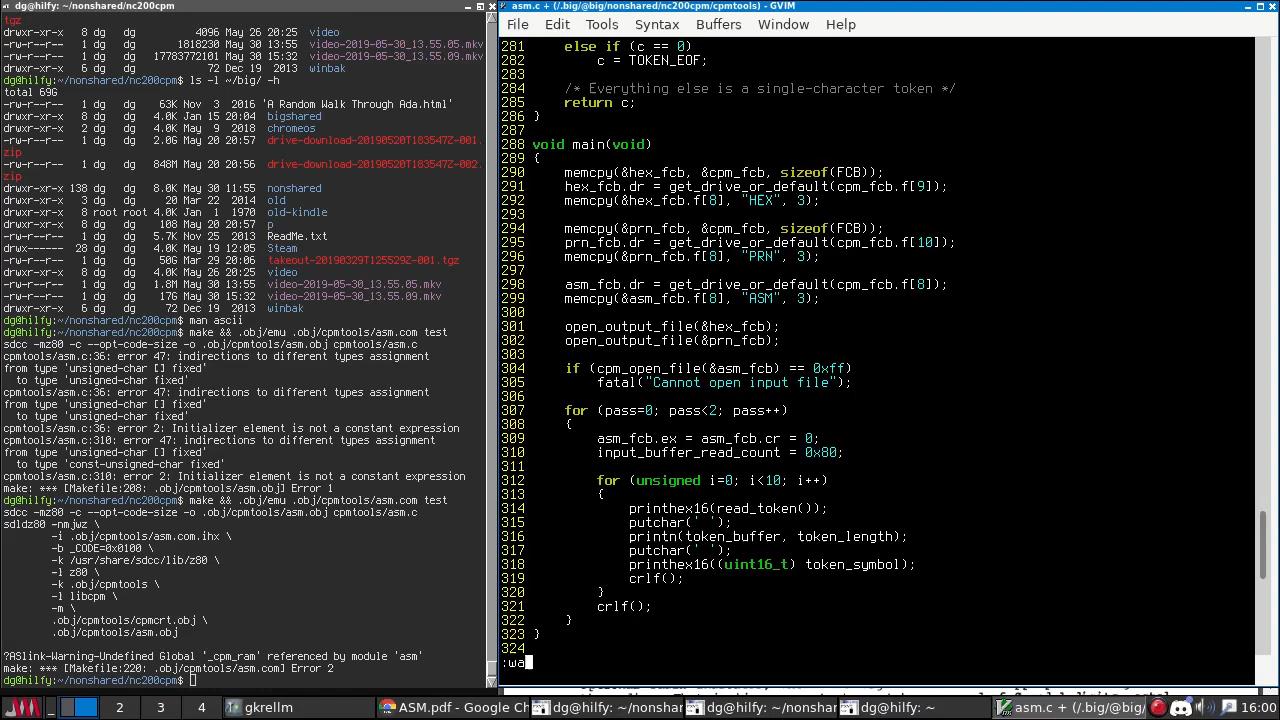 dg@hilfy: ~/nonshared/nc200cpm
tgz
drwxr-xr-x 8 dg dg 4096 May 26 20:25 video
-rw-r--r-- 1 dg dg 1818230 May 30 13:55 video-2019-05-30_13.55.05.mkv
-rw-r--r-- 1 dg dg 17783772101 May 30 15:32 video-2019-05-30_13.55.09.mkv
drwxr-xr-x 6 dg dg 72 Dec 19 2013 winbak
dg@hilfy:~/nonshared/nc200cpm$ ls -l ~/big/ -h
total 696
-rw-r--r-- 1 dg dg 63K Nov 3 2016 'A Random Walk Through Ada.html'
drwxr-xr-x 8 dg dg 4.0K Jan 15 20:04 bigshared
drwxr-xr-x 2 dg dg 4.0K May 9 2018 chromeos
-rw-r--r-- 1 dg dg 2.0G May 20 20:57 drive-download-20190520T183547Z-001.
zip
-rw-r--r-- 1 dg dg 848M May 20 20:56 drive-download-20190520T183547Z-002.
zip
drwxr-xr-x 138 dg dg 8.0K May 30 11:55 nonshared
drwxr-xr-x 3 dg dg 20 Mar 22 2014 old
drwxr-xr-x 8 root root 4.0K Jan 1 1970 old-kindle
drwxr-xr-x 8 dg dg 108 May 20 20:57 p
-rw-r--r-- 1 dg dg 5.7K Nov 25 2013 ReadMe.txt
drwx------ 28 dg dg 4.0K May 19 12:05 Steam
-rw-r--r-- 1 dg dg 50G Mar 29 20:06 takeout-20190329T125529Z-001.tgz
drwxr-xr-x 8 dg dg 4.0K May 26 20:25 video
-rw-r--r-- 1 dg dg 1.8M May 30 13:55 video-2019-05-30_13.55.05.mkv
-rw-r--r-- 1 dg dg 17G May 30 15:32 video-2019-05-30_13.55.09.mkv
drwxr-xr-x 6 dg dg 72 Dec 19 2013 winbak
dg@hilfy:~/nonshared/nc200cpm$ man ascii
dg@hilfy:~/nonshared/nc200cpm$ make && .obj/emu .obj/cpmtools/asm.com test
sdcc -mz80 -c --opt-code-size -o .obj/cpmtools/asm.obj cpmtools/asm.c
cpmtools/asm.c:36: error 47: indirections to different types assignment
from type 'unsigned-char [] fixed'
to type 'unsigned-char fixed'
cpmtools/asm.c:36: error 47: indirections to different types assignment
from type 'unsigned-char [] fixed'
to type 'unsigned-char fixed'
cpmtools/asm.c:36: error 2: Initializer element is not a constant expression
cpmtools/asm.c:310: error 47: indirections to different types assignment
from type 'unsigned-char [] fixed'
to type 'const-unsigned-char fixed'
cpmtools/asm.c:310: error 2: Initializer element is not a constant expression
make: *** [Makefile:208: .obj/cpmtools/asm.obj] Error 1
dg@hilfy:~/nonshared/nc200cpm$ make && .obj/emu .obj/cpmtools/asm.com test
sdcc -mz80 -c --opt-code-size -o .obj/cpmtools/asm.obj cpmtools/asm.c
sdldz80 -nmjwz \
-i .obj/cpmtools/asm.com.ihx \
-b _CODE=0x0100 \
-k /usr/share/sdcc/lib/z80 \
-l z80 \
-k .obj/cpmtools \
-l libcpm \
-m \
.obj/cpmtools/cpmcrt.obj \
.obj/cpmtools/asm.obj
?ASlink-Warning-Undefined Global '_cpm_ram' referenced by module 'asm'
make: *** [Makefile:220: .obj/cpmtools/asm.com] Error 2
dg@hilfy:~/nonshared/nc200cpm$
asm.c + (/.big/@/nonshared/nc200cpm/cpmtools) - GVIM
File Edit Tools Syntax Buffers Window Help
281 else if (c == 0)
282 c = TOKEN_EOF;
283
284 /* Everything else is a single-character token */
285 return c;
286 }
287
288 void main(void)
289 {
290 memcpy(&hex_fcb, &cpm_fcb, sizeof(FCB));
291 hex_fcb.dr = get_drive_or_default(cpm_fcb.f[9]);
292 memcpy(&hex_fcb.f[8], "HEX", 3);
293
294 memcpy(&prn_fcb, &cpm_fcb, sizeof(FCB));
295 prn_fcb.dr = get_drive_or_default(cpm_fcb.f[10]);
296 memcpy(&prn_fcb.f[8], "PRN", 3);
297
298 asm_fcb.dr = get_drive_or_default(cpm_fcb.f[8]);
299 memcpy(&asm_fcb.f[8], "ASM", 3);
300
301 open_output_file(&hex_fcb);
302 open_output_file(&prn_fcb);
303
304 if (cpm_open_file(&asm_fcb) == 0xff)
305 fatal("Cannot open input file");
306
307 for (pass=0; pass<2; pass++)
308 {
309 asm_fcb.ex = asm_fcb.cr = 0;
310 input_buffer_read_count = 0x80;
311
312 for (unsigned i=0; i<10; i++)
313 {
314 printhex16(read_token());
315 putchar(' ');
316 printn(token_buffer, token_length);
317 putchar(' ');
318 printhex16((uint16_t) token_symbol);
319 crlf();
320 }
321 crlf();
322 }
323 }
324
:wa
2 3 4 gkrellm ASM.pdf - Google Ch dg@hilfy: ~/nonshar dg@hilfy: ~/nonshar dg@hilfy: ~ asm.c + (/.big/@/no 16:00